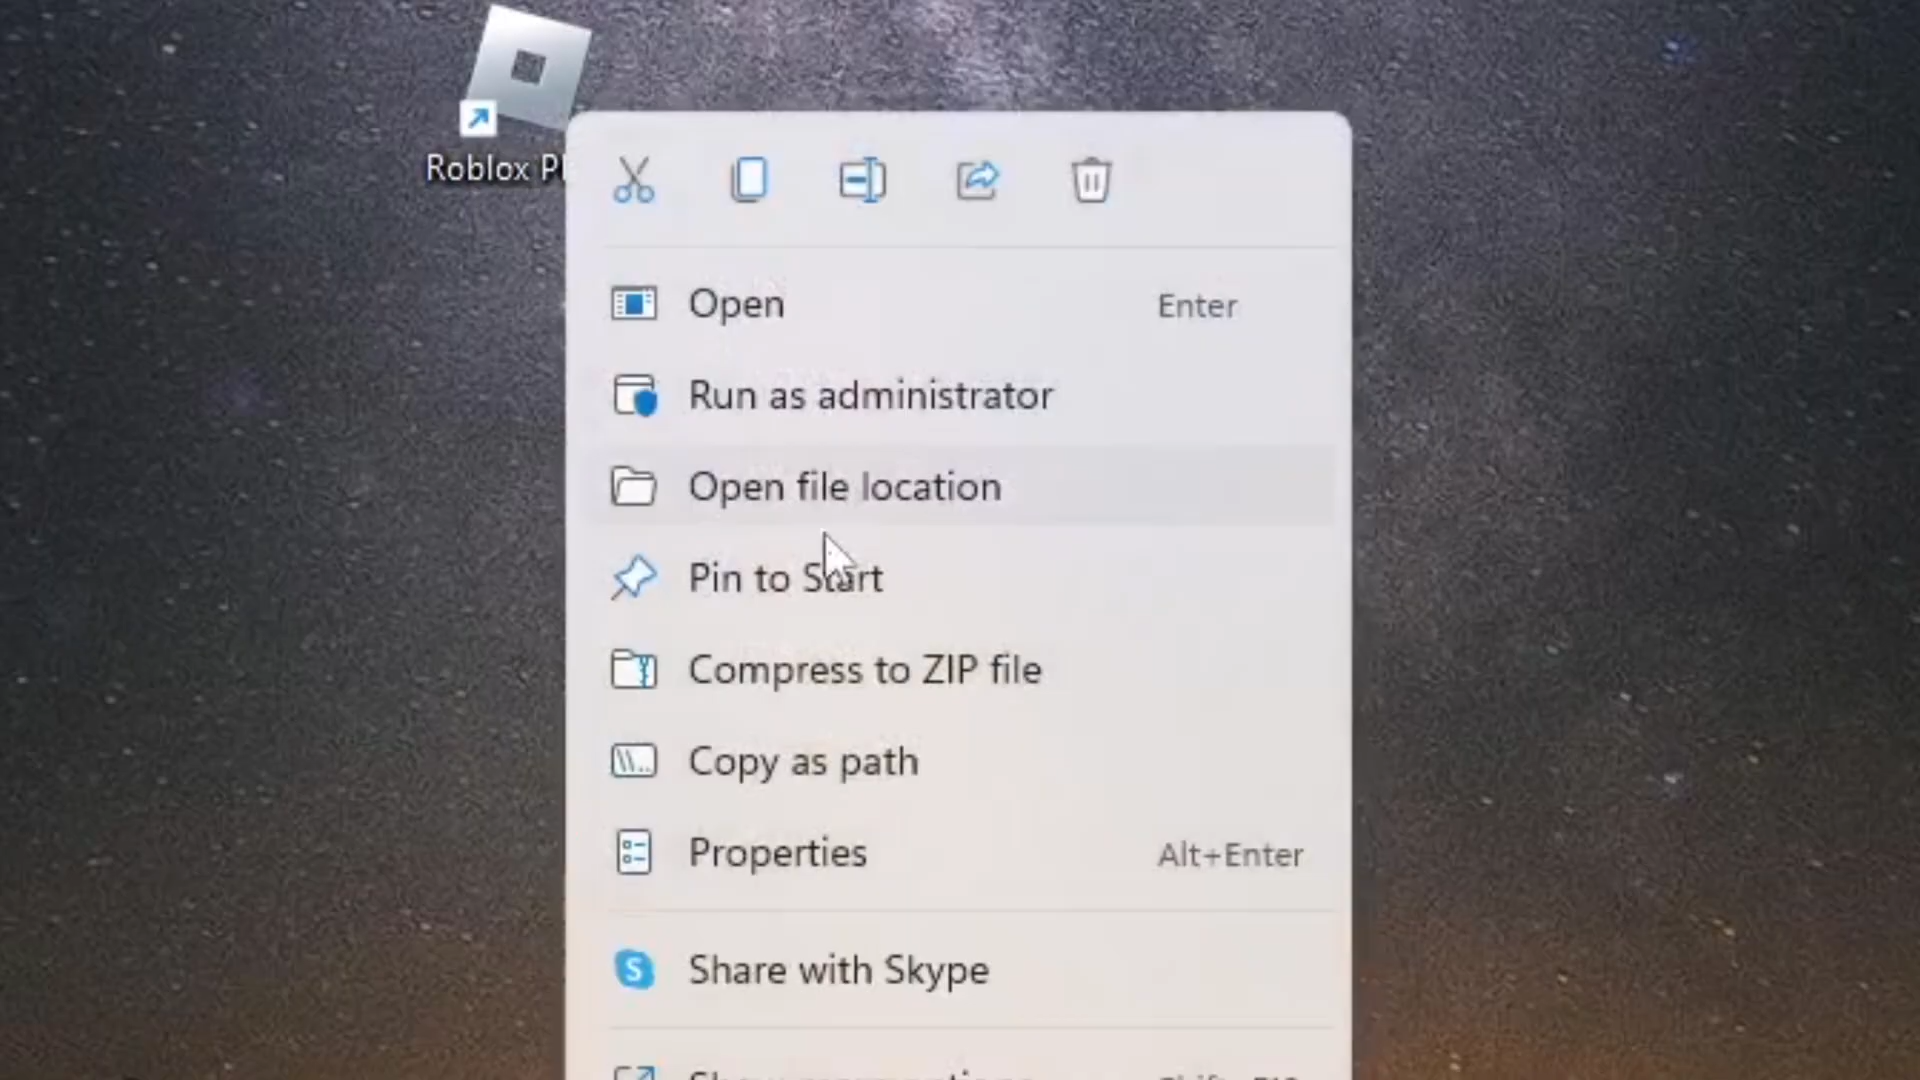 Roblox Pl
Open Enter
Run as administrator
Open file location
Pin to Start
Compress to ZIP file
Copy as path
Properties Alt+Enter
Share with Skype